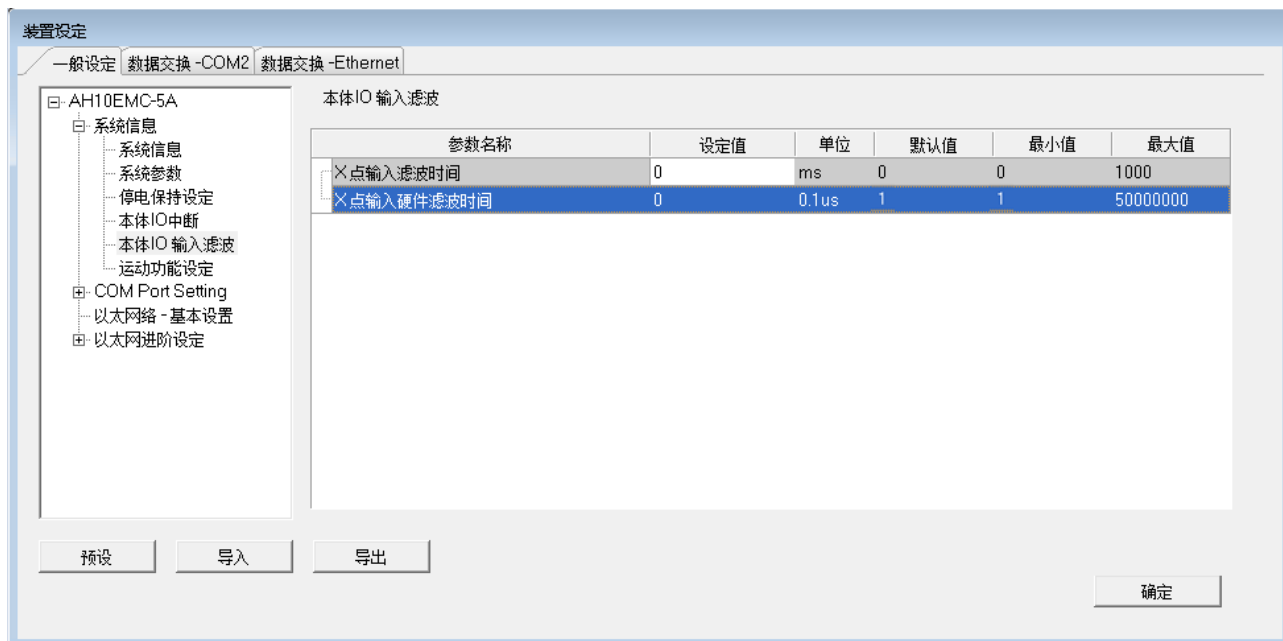 装置设定
一般设定 数据交换 -COM2 数据交换 -Ethernet
AH10EMC-5A
系统信息
系统信息
系统参数
停电保持设定
本体IO中断
本体IO 输入滤波
运动功能设定
COM Port Setting
以太网络 - 基本设置
以太网进阶设定
本体IO 输入滤波
参数名称 设定值 单位 默认值 最小值 最大值
X点输入滤波时间 0 ms 0 0 1000
X点输入硬件滤波时间 0 0.1us 1 1 50000000
预设 导入 导出
确定